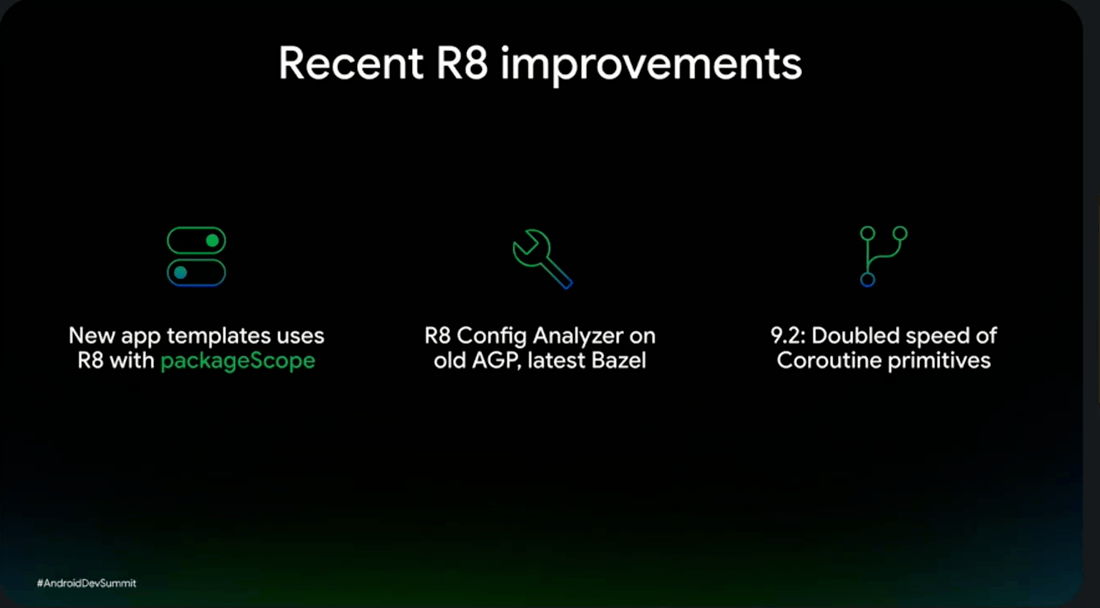 Recent R8 improvements
New app templates uses
R8 with packageScope
R8 Config Analyzer on
old AGP, latest Bazel
9.2: Doubled speed of
Coroutine primitives
#AndroidDevSummit